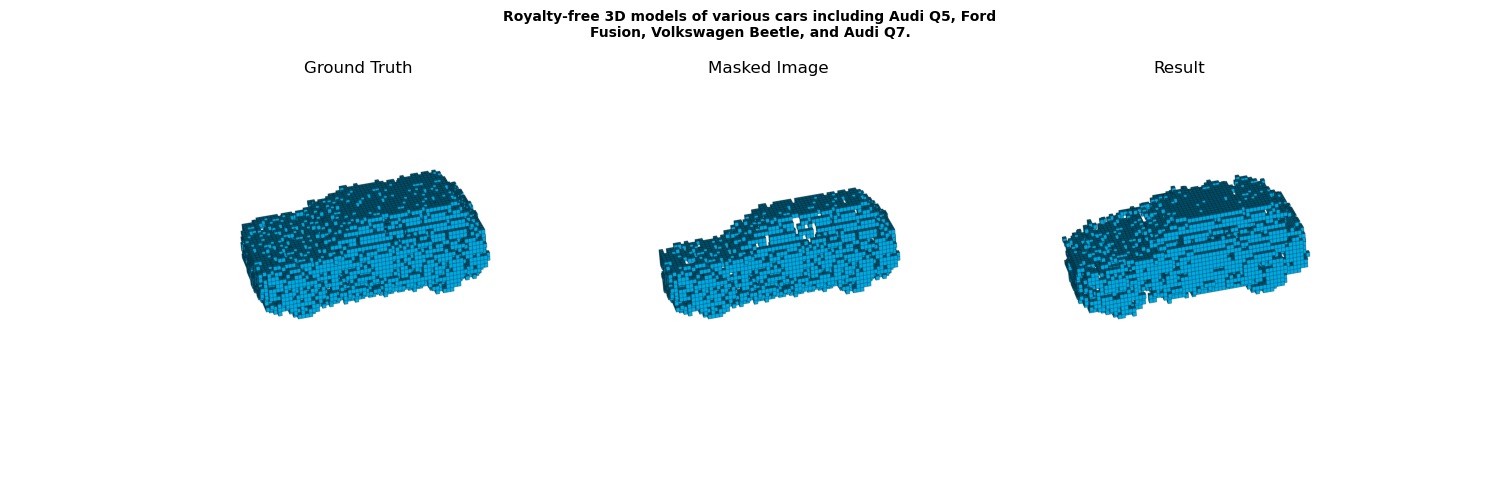 Royalty-free 3D models of various cars including Audi Q5, Ford
Fusion, Volkswagen Beetle, and Audi Q7.
Ground Truth
Masked Image
Result